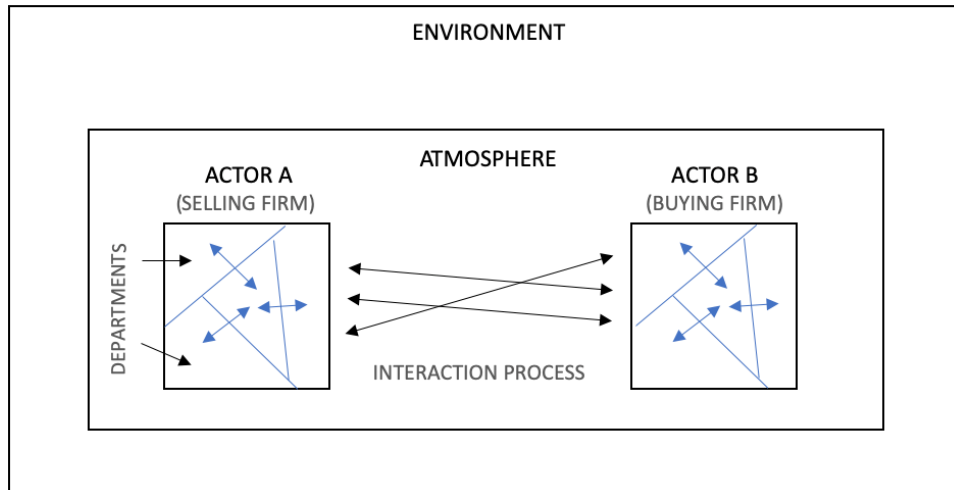 ENVIRONMENT
ATMOSPHERE
ACTOR A
(SELLING FIRM)
ACTOR B
(BUYING FIRM)
DEPARTMENTS
INTERACTION PROCESS